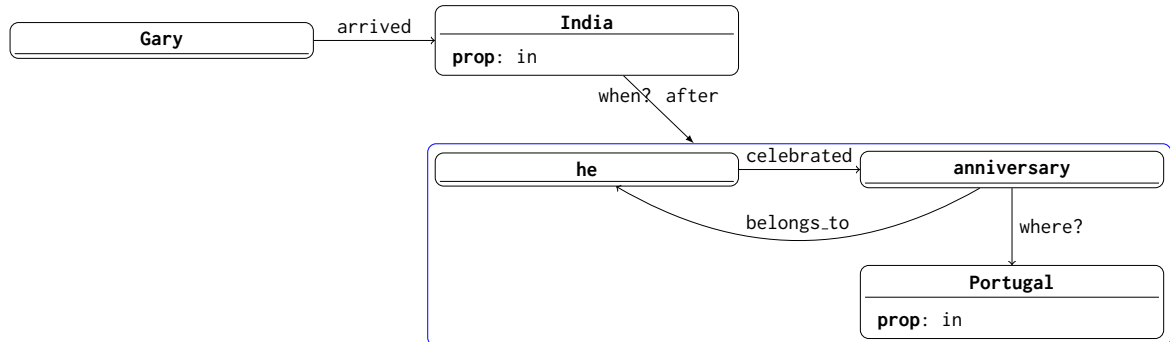 Gary
arrived
India
prop: in
when? after
he
celebrated
anniversary
belongs_to
where?
Portugal
prop: in